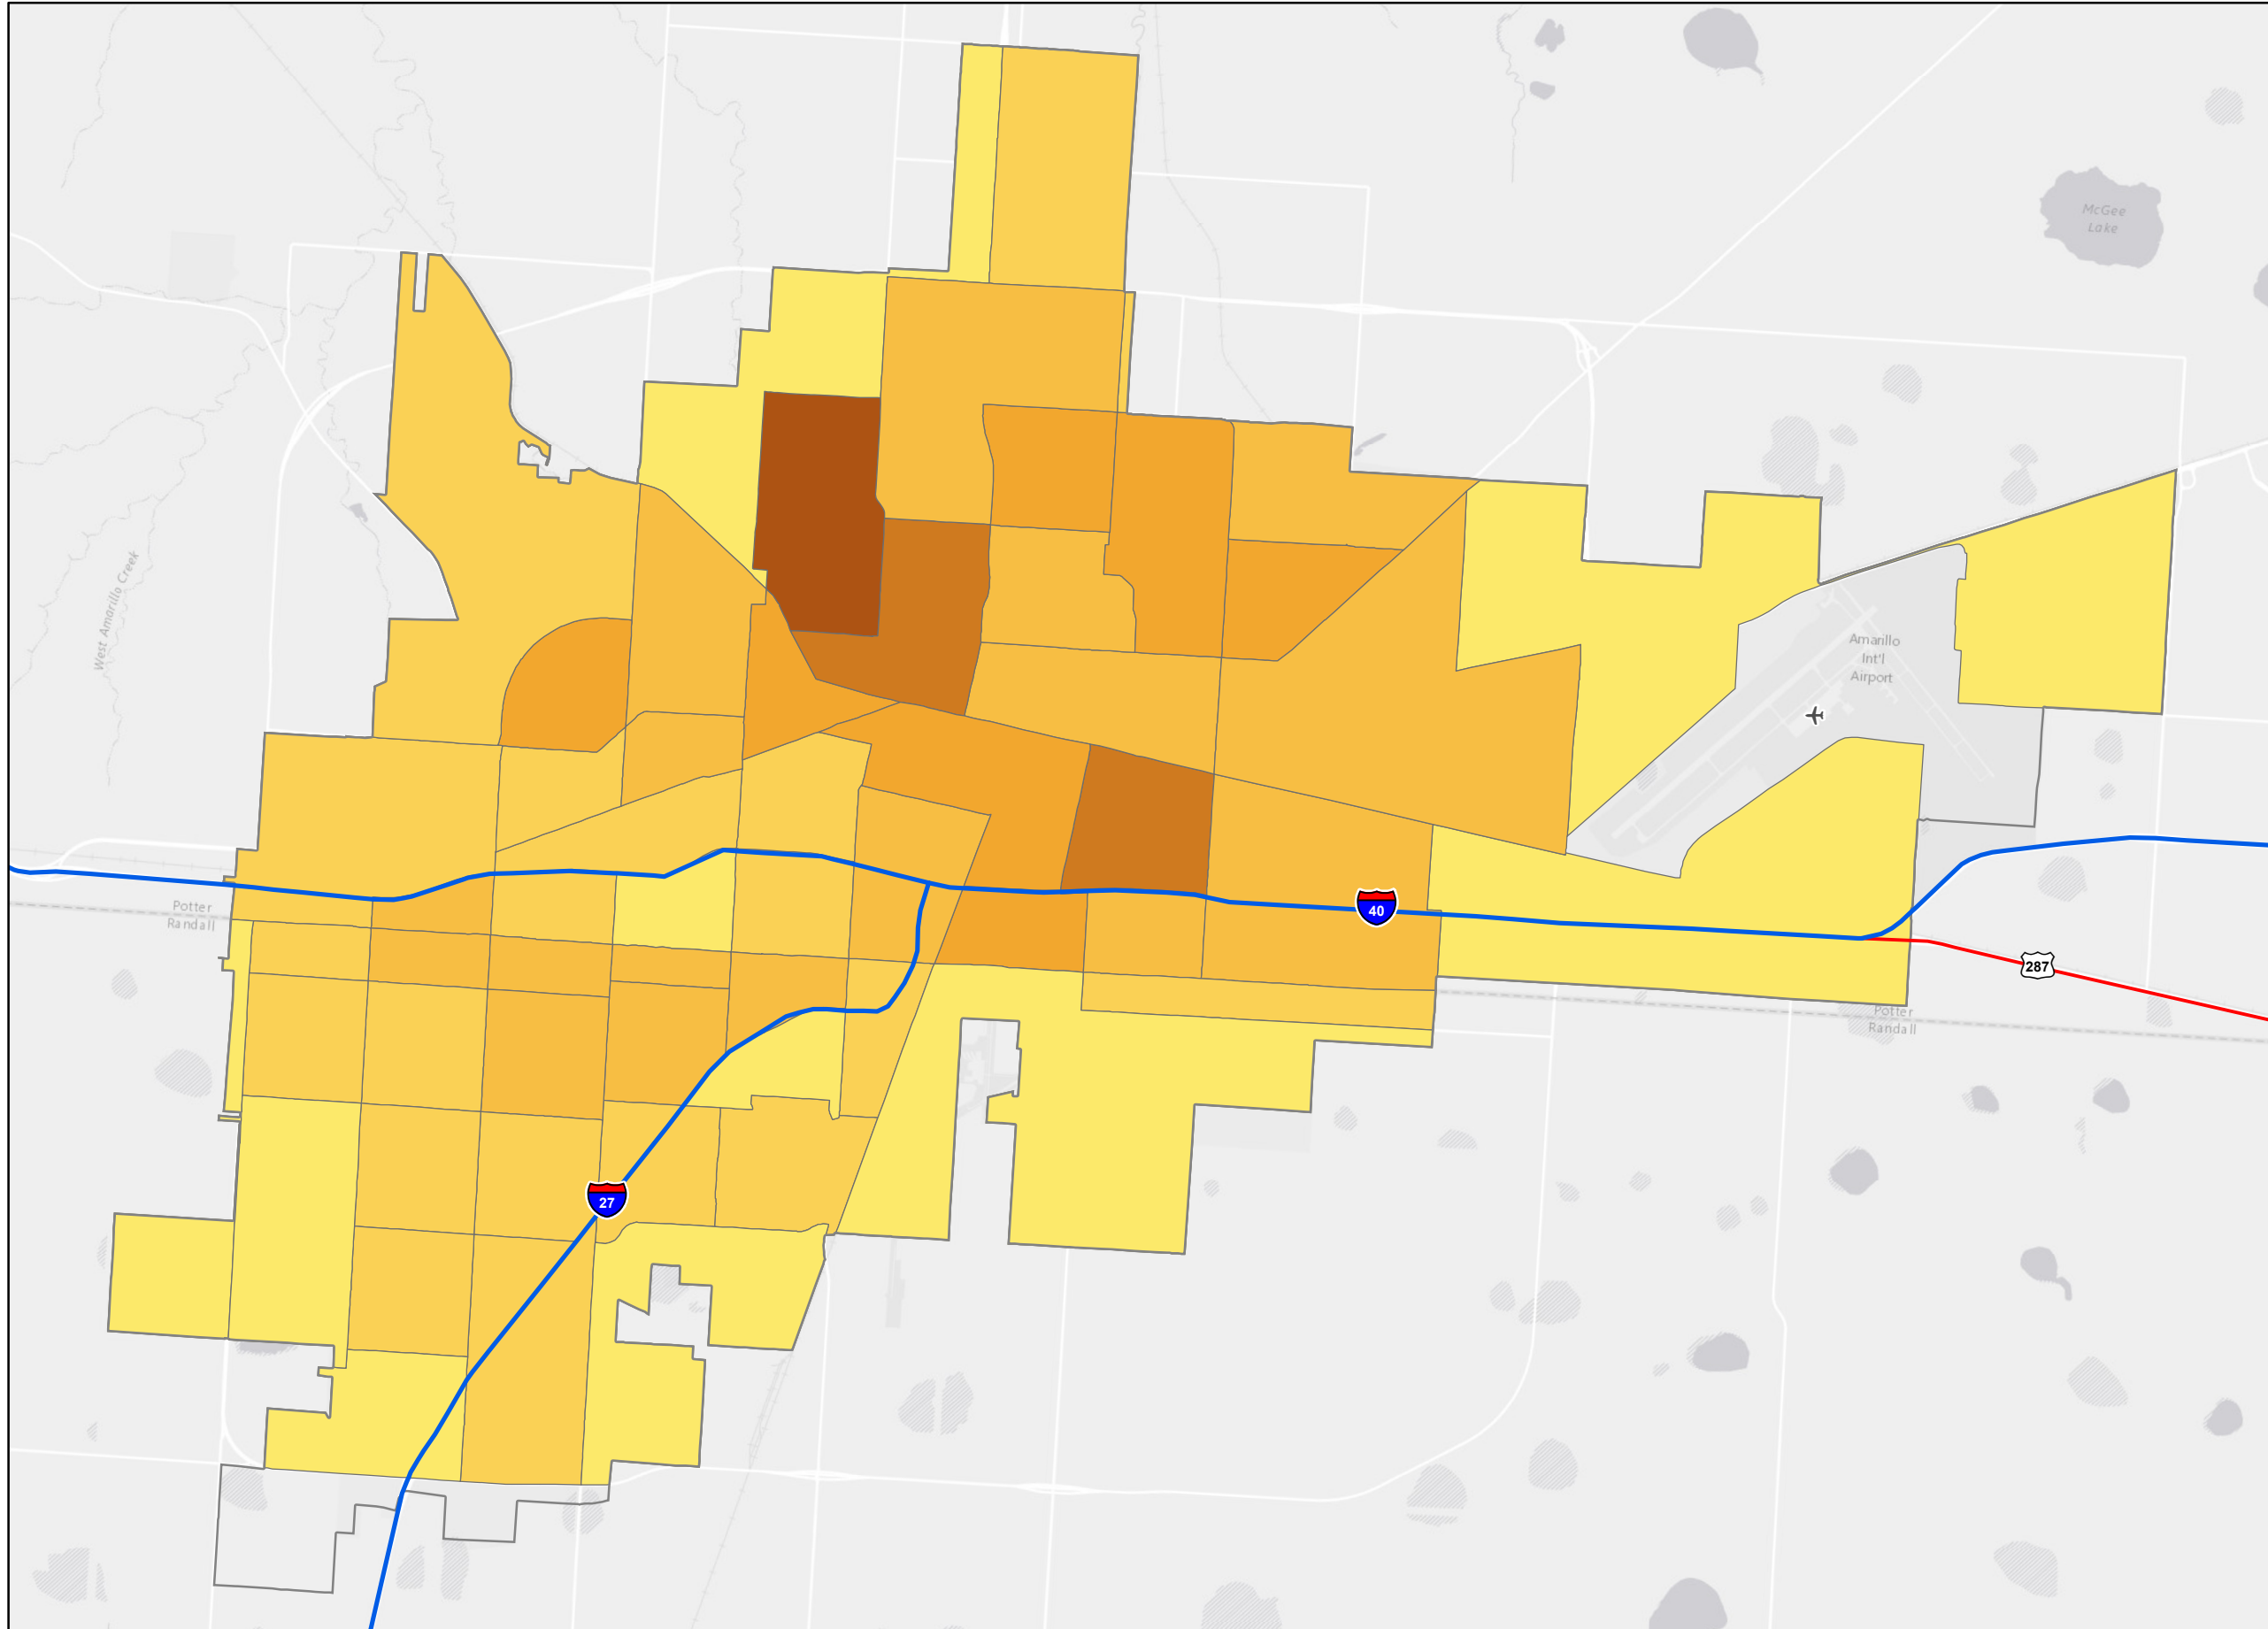 McGee
Lake
West Amarillo Creek
Amarillo
Int'l
Airport
Potter
Randall
40
287
Potter
Randall
27